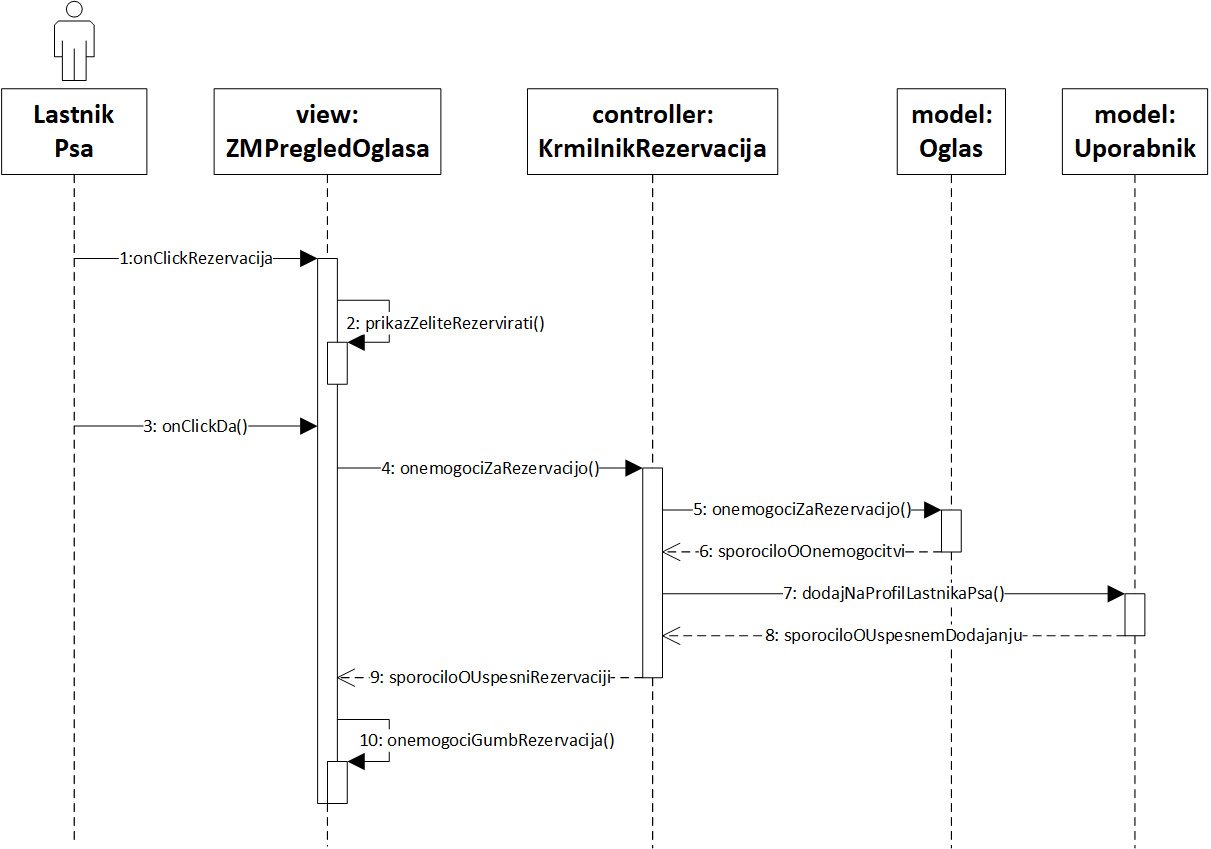 Lastnik
Psa
view:
ZMPregledOglasa
controller:
KrmilnikRezervacija
model:
Oglas
model:
Uporabnik
1:onClickRezervacija
2: prikazZeliteRezervirati()
3: onClickDa()
4: onemogociZaRezervacijo()
5: onemogociZaRezervacijo()
6: sporociloOOnemogocitvi
7: dodajNaProfilLastnikaPsa()
8: sporociloOUspesnemDodajanju
9: sporociloOUspesniRezervaciji
10: onemogociGumbRezervacija()